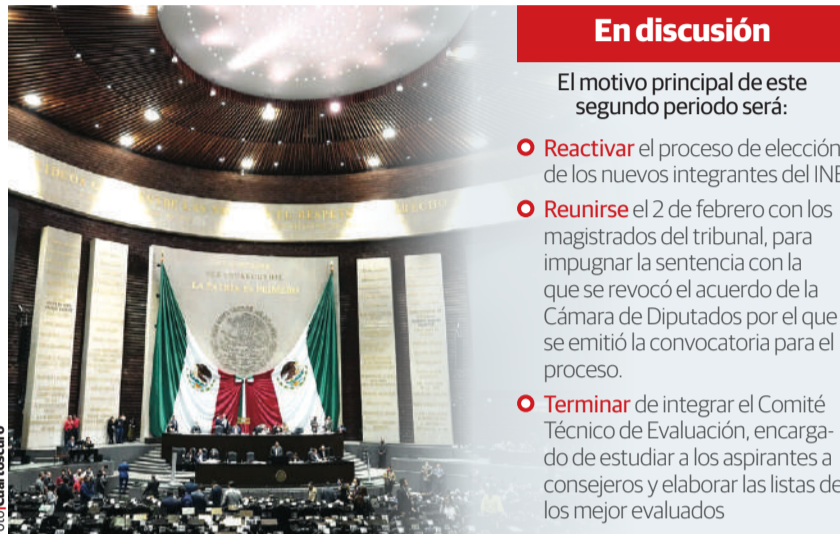 En discusión
El motivo principal de este
segundo periodo será:
Reactivar el proceso de elección
de los nuevos integrantes del INE
Reunirse el 2 de febrero con los
magistrados del tribunal, para
impugnar la sentencia con la
que se revocó el acuerdo de la
Cámara de Diputados por el que
se emitió la convocatoria para el
proceso.
Terminar de integrar el Comité
Técnico de Evaluación, encarga-
do de estudiar a los aspirantes a
consejeros y elaborar las listas de
los mejor evaluados
LA PATRIA ES PRIMERO
Cuartoscuro